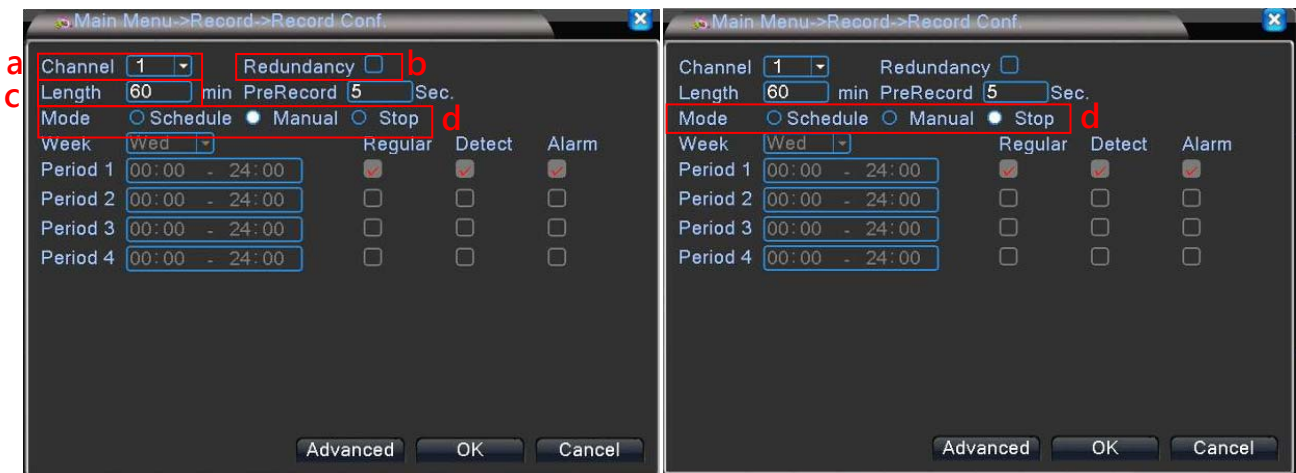 Main Menu->Record->Record Conf.
a Channel 1 Redundancy b
c Length 60 min PreRecord 5 Sec.
Mode Schedule Manual Stop d
Week Wed Regular Detect Alarm
Period 1 00:00 - 24:00
Period 2 00:00 - 24:00
Period 3 00:00 - 24:00
Period 4 00:00 - 24:00
Advanced OK Cancel
Main Menu->Record->Record Conf.
Channel 1 Redundancy
Length 60 min PreRecord 5 Sec.
Mode Schedule Manual Stop d
Week Wed Regular Detect Alarm
Period 1 00:00 - 24:00
Period 2 00:00 - 24:00
Period 3 00:00 - 24:00
Period 4 00:00 - 24:00
Advanced OK Cancel